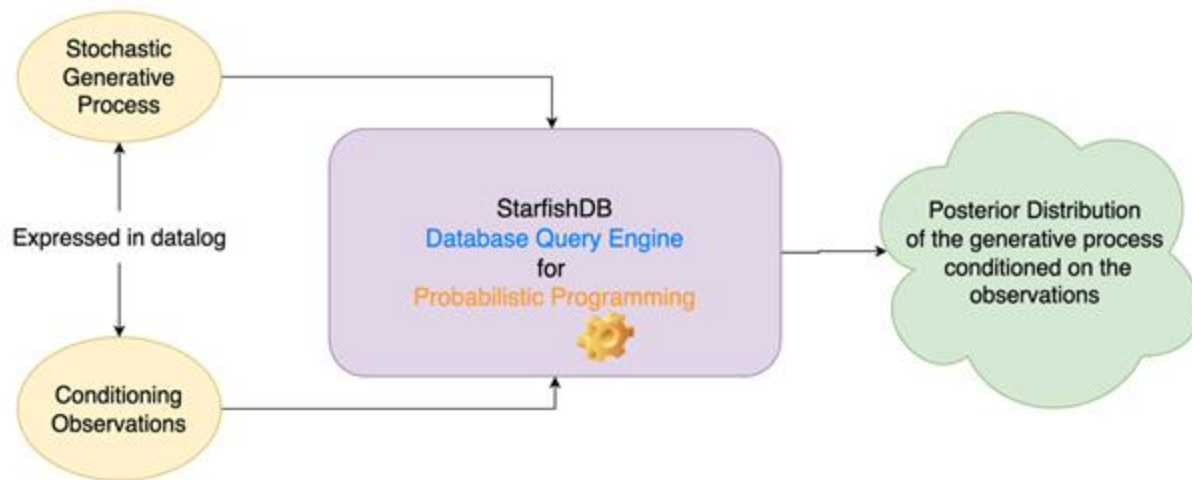 Stochastic
Generative
Process
Expressed in datalog
Conditioning
Observations
StarfishDB
Database Query Engine
for
Probabilistic Programming
Posterior Distribution
of the generative process
conditioned on the
observations